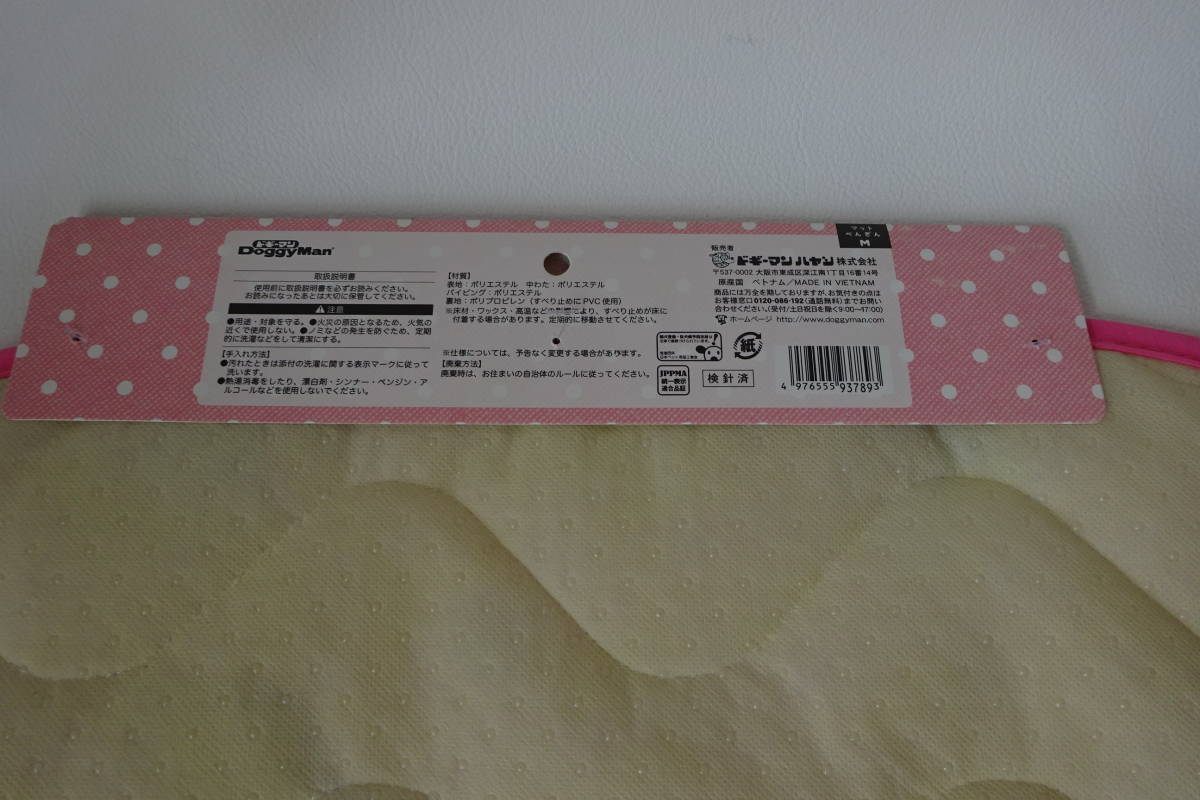 ドギーマン
DoggyMan
取扱説明書
使用前に取扱説明書を必ずお読みください。
お読みになったあとは大切に保管してください。
注意
●用途・対象を守る。●火災の原因となるため、火気の
近くで使用しない。●ノミなどの発生を防ぐため、定期
的に洗濯などをして清潔にする。
【手入れ方法】
●汚れたときは添付の洗濯に関する表示マークに従って
洗います。
●熱湯消毒をしたり、漂白剤・シンナー・ベンジン・ア
ルコールなどを使用しないでください。
【材質】
表地：ポリエステル 中わた：ポリエステル
パイピング：ポリエステル
裏地：ポリプロピレン（すべり止めにPVC使用）
※床材・ワックス・高温などの影響により、すべり止めが床に
付着する場合があります。定期的に移動させてください。
※仕様については、予告なく変更する場合があります。
【廃棄方法】
廃棄時は、お住まいの自治体のルールに従ってください。
マット
ぺんぎん
M
販売者
ドギーマンハヤシ株式会社
〒537-0002 大阪市東成区深江南1丁目16番14号
原産国 ベトナム／MADE IN VIETNAM
商品には万全を期しておりますが、お気付きの点は
お客様窓口0120-086-192（通話無料）までお問い
合わせください。（受付/土日祝日を除く9:00〜17:00）
ホームページ http://www.doggyman.com
紙
JPPMA
統一表示
適合品証
検針済
4 976555 937893